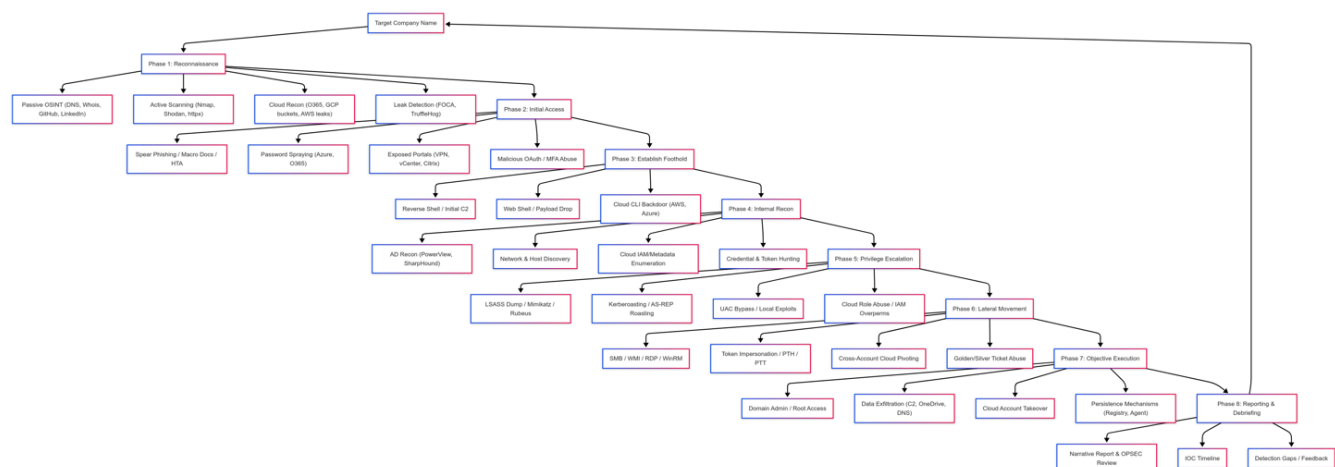 Target Company Name
Phase 1: Reconnaissance
Passive OSINT (DNS, Whois,
GitHub, LinkedIn)
Active Scanning (Nmap,
Shodan, httpx)
Cloud Recon (O365, GCP
buckets, AWS leaks)
Leak Detection (FOCA,
TruffleHog)
Phase 2: Initial Access
Spear Phishing / Macro Docs /
HTA
Password Spraying (Azure,
O365)
Exposed Portals (VPN,
vCenter, Citrix)
Malicious OAuth / MFA Abuse
Phase 3: Establish Foothold
Reverse Shell / Initial C2
Web Shell / Payload Drop
Cloud CLI Backdoor (AWS,
Azure)
Phase 4: Internal Recon
AD Recon (PowerView,
SharpHound)
Network & Host Discovery
Cloud IAM/Metadata
Enumeration
Credential & Token Hunting
Phase 5: Privilege Escalation
LSASS Dump / Mimikatz /
Rubeus
Kerberoasting / AS-REP
Roasting
UAC Bypass / Local Exploits
Cloud Role Abuse / IAM
Overperms
Phase 6: Lateral Movement
SMB / WMI / RDP / WinRM
Token Impersonation / PTH /
PTT
Cross-Account Cloud Pivoting
Golden/Silver Ticket Abuse
Phase 7: Objective Execution
Domain Admin / Root Access
Data Exfiltration (C2, OneDrive,
DNS)
Cloud Account Takeover
Persistence Mechanisms
(Registry, Agent)
Phase 8: Reporting &
Debriefing
Narrative Report & OPSEC
Review
IOC Timeline
Detection Gaps / Feedback